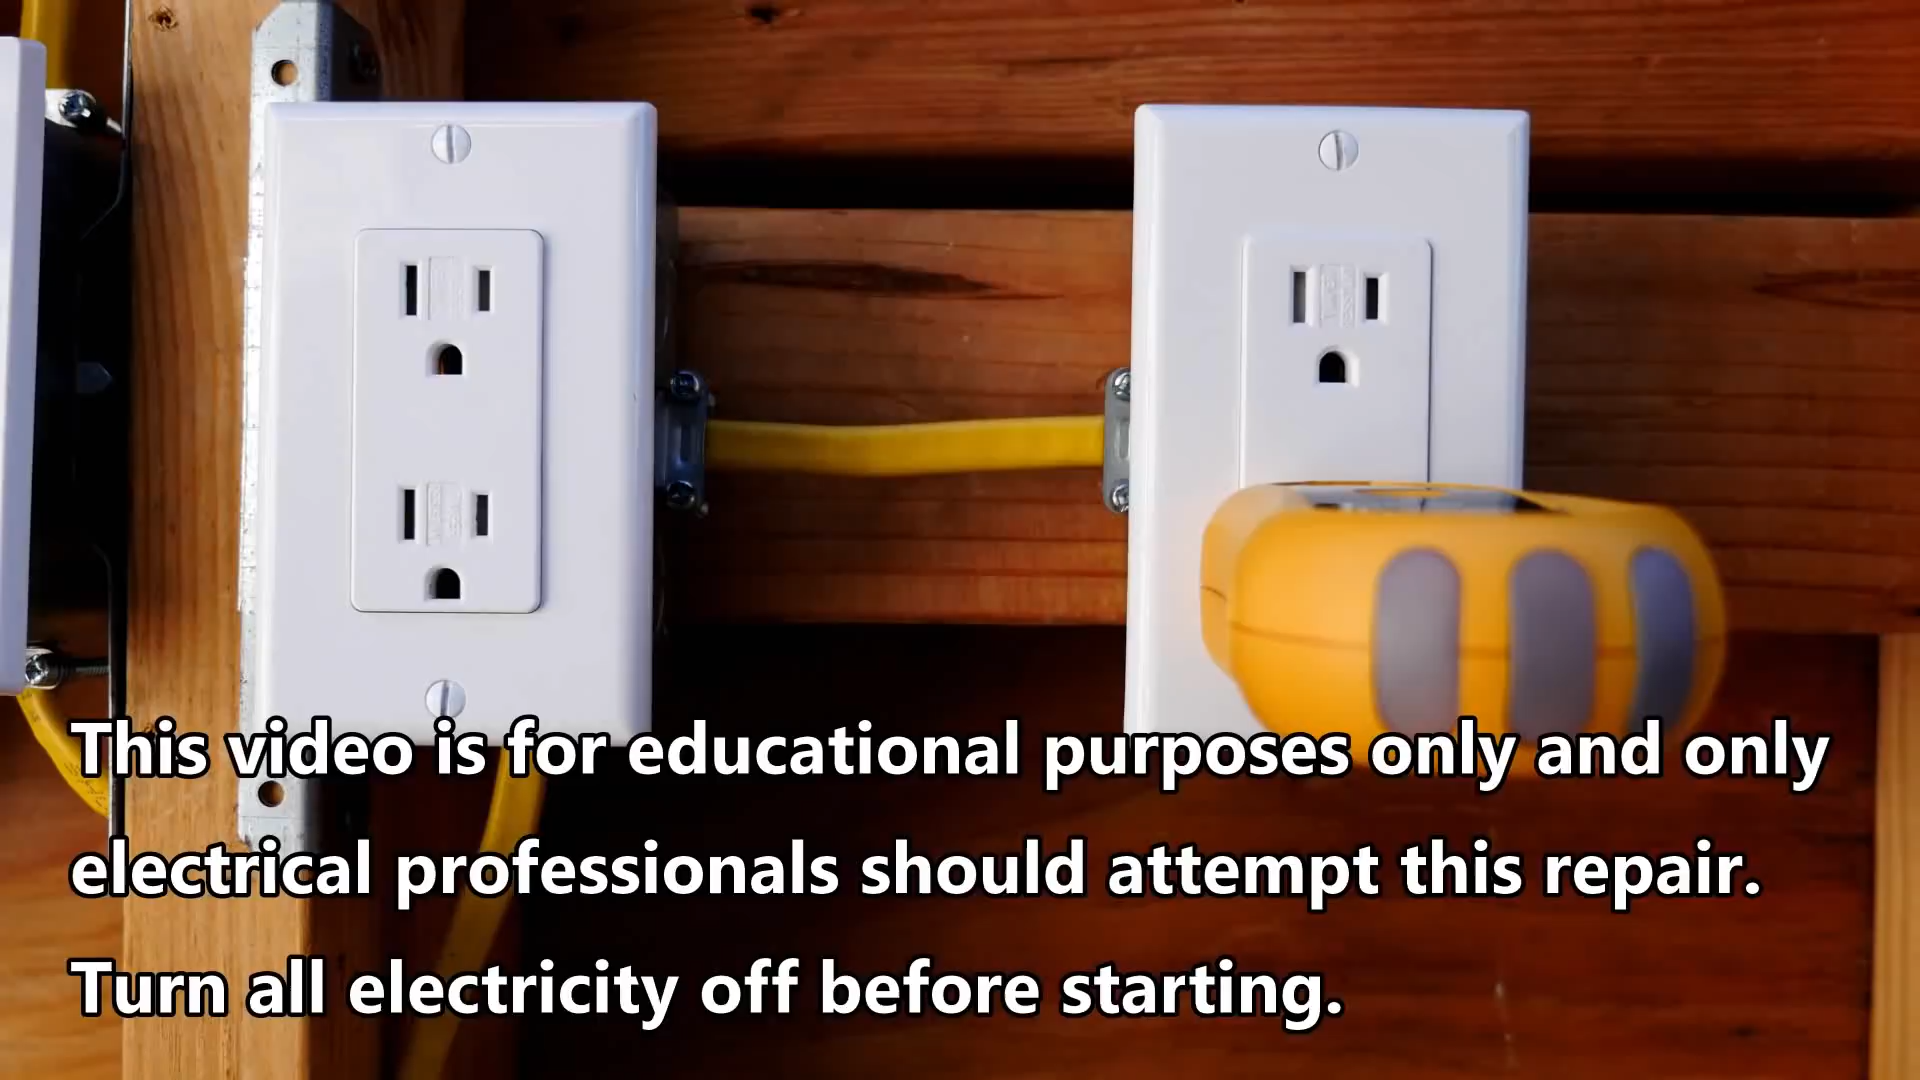 This video is for educational purposes only and only
electrical professionals should attempt this repair.
Turn all electricity off before starting.